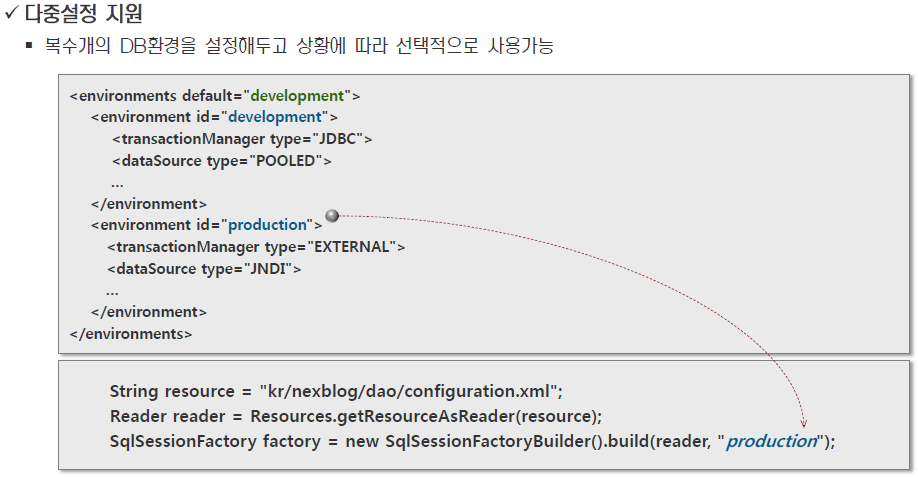 ✓ 다중설정 지원
▪ 복수개의 DB환경을 설정해두고 상황에 따라 선택적으로 사용가능
<environments default="development">
<environment id="development">
<transactionManager type="JDBC">
<dataSource type="POOLED">
...
</environment>
<environment id="production">
<transactionManager type="EXTERNAL">
<dataSource type="JNDI">
...
</environment>
</environments>
String resource = "kr/nexblog/dao/configuration.xml";
Reader reader = Resources.getResourceAsReader(resource);
SqlSessionFactory factory = new SqlSessionFactoryBuilder().build(reader, "production");